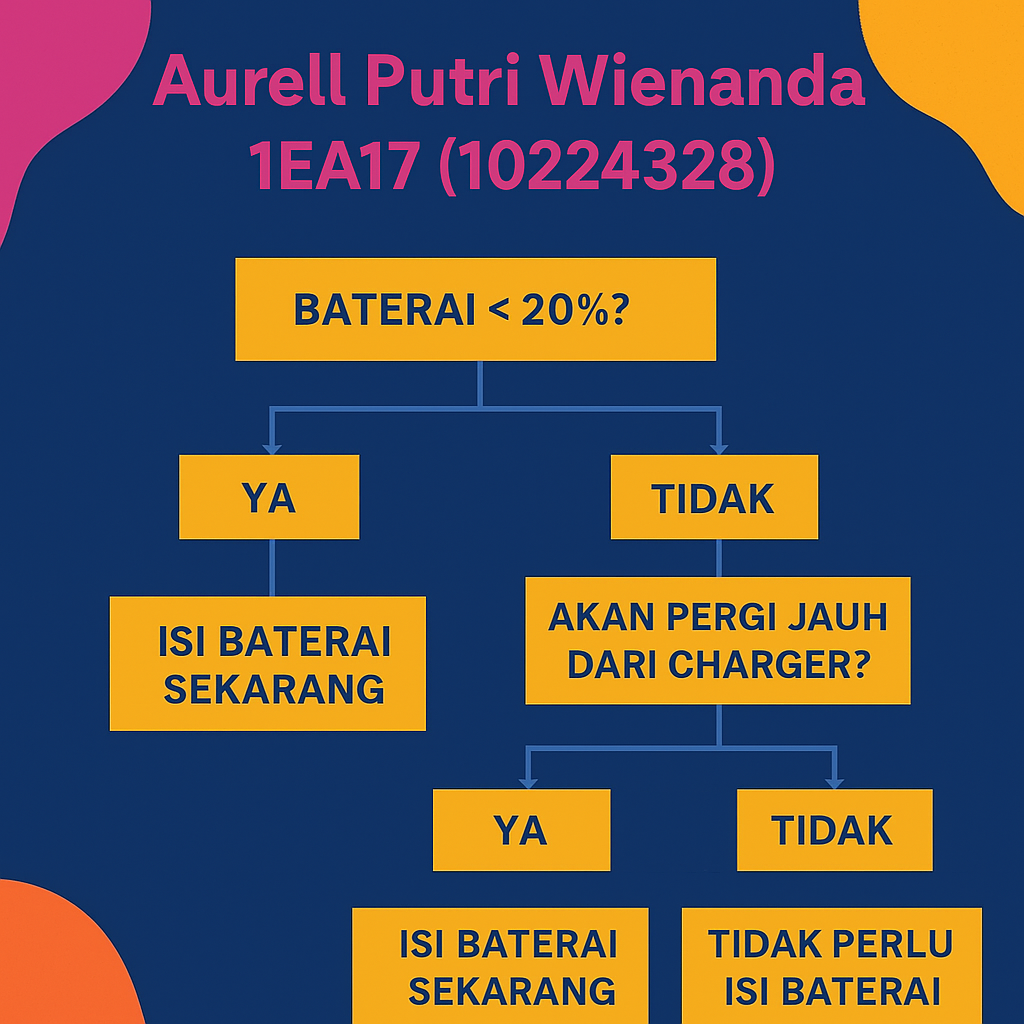 Aurell Putri Wienanda
1EA17 (10224328)
BATERAI < 20%?
YA
TIDAK
ISI BATERAI
SEKARANG
AKAN PERGI JAUH
DARI CHARGER?
YA
TIDAK
ISI BATERAI
SEKARANG
TIDAK PERLU
ISI BATERAI